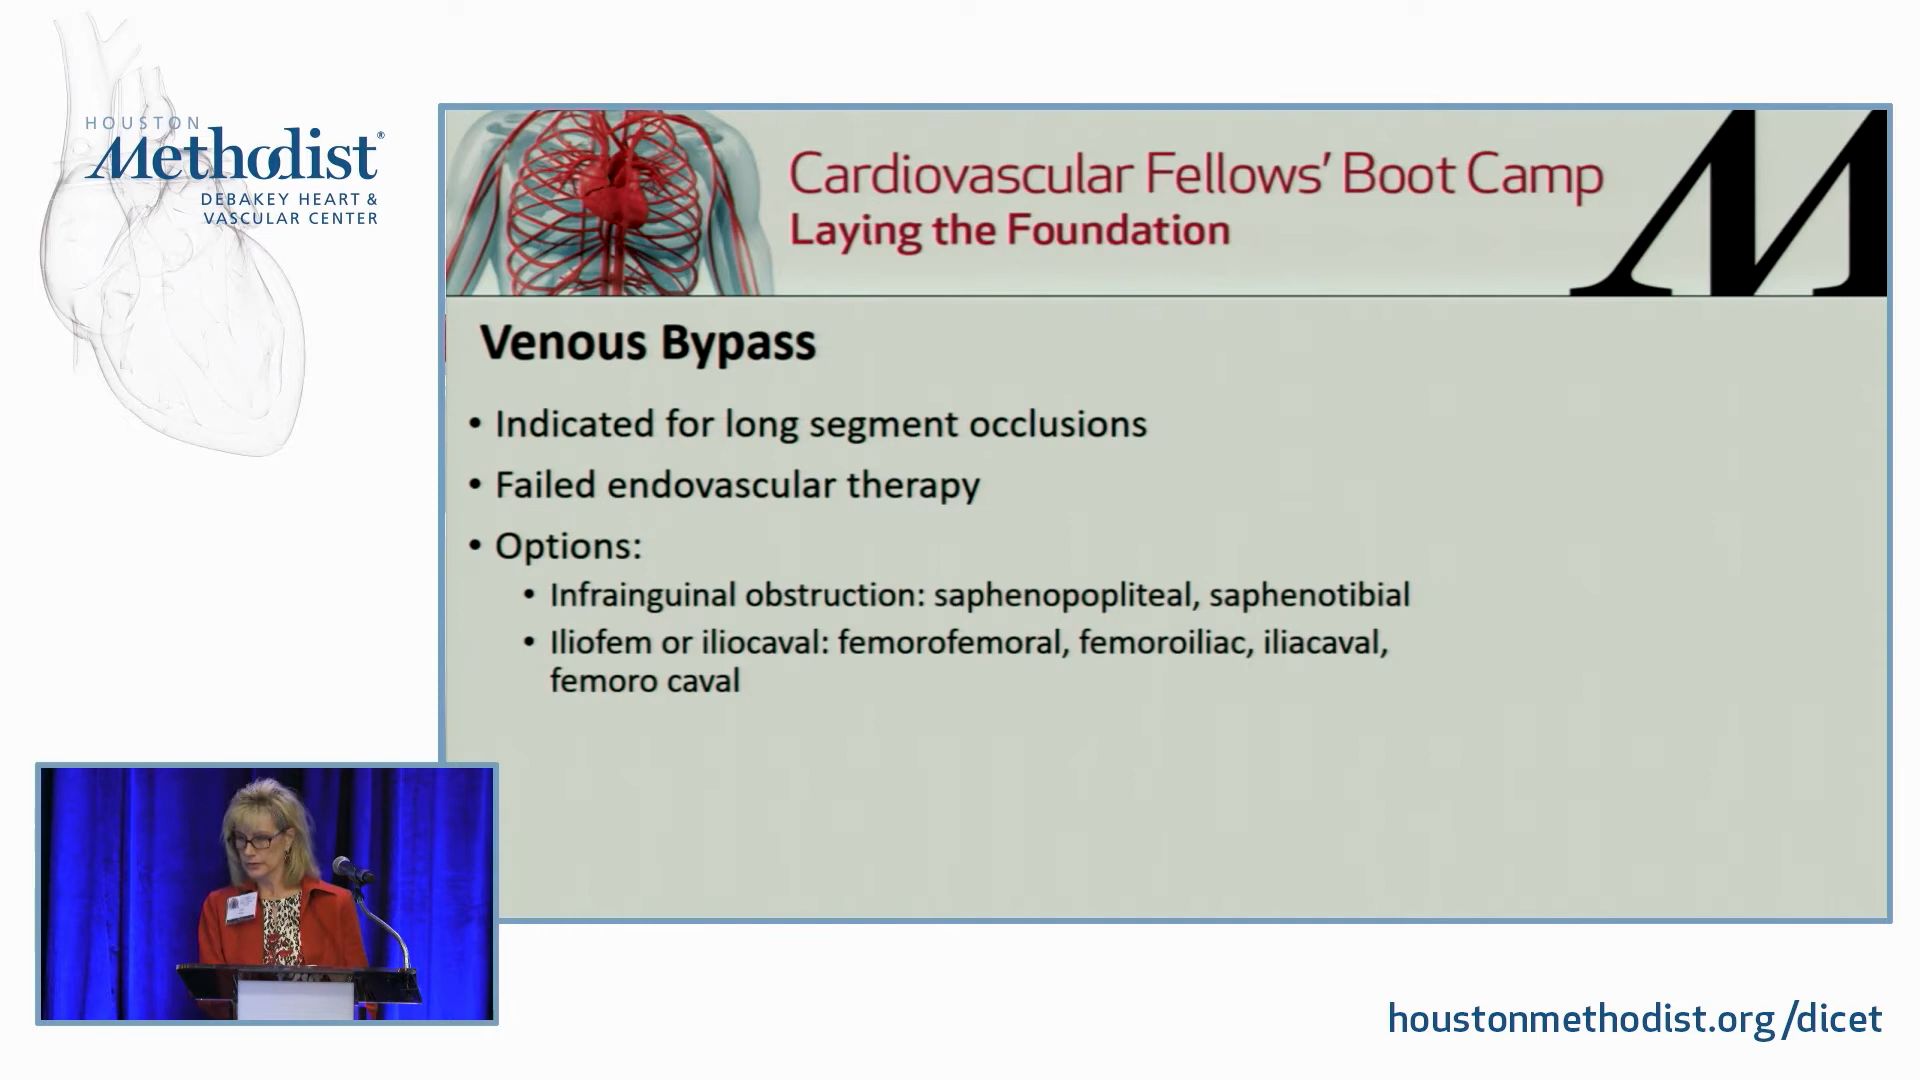 HOUSTON
Methodist®
DEBAKEY HEART &
VASCULAR CENTER
Cardiovascular Fellows' Boot Camp
Laying the Foundation
M
Venous Bypass
• Indicated for long segment occlusions
• Failed endovascular therapy
• Options:
• Infrainguinal obstruction: saphenopopliteal, saphenotibial
• Iliofem or iliocaval: femorofemoral, femoroiliac, iliacaval,
femoro caval
houstonmethodist.org/dicet